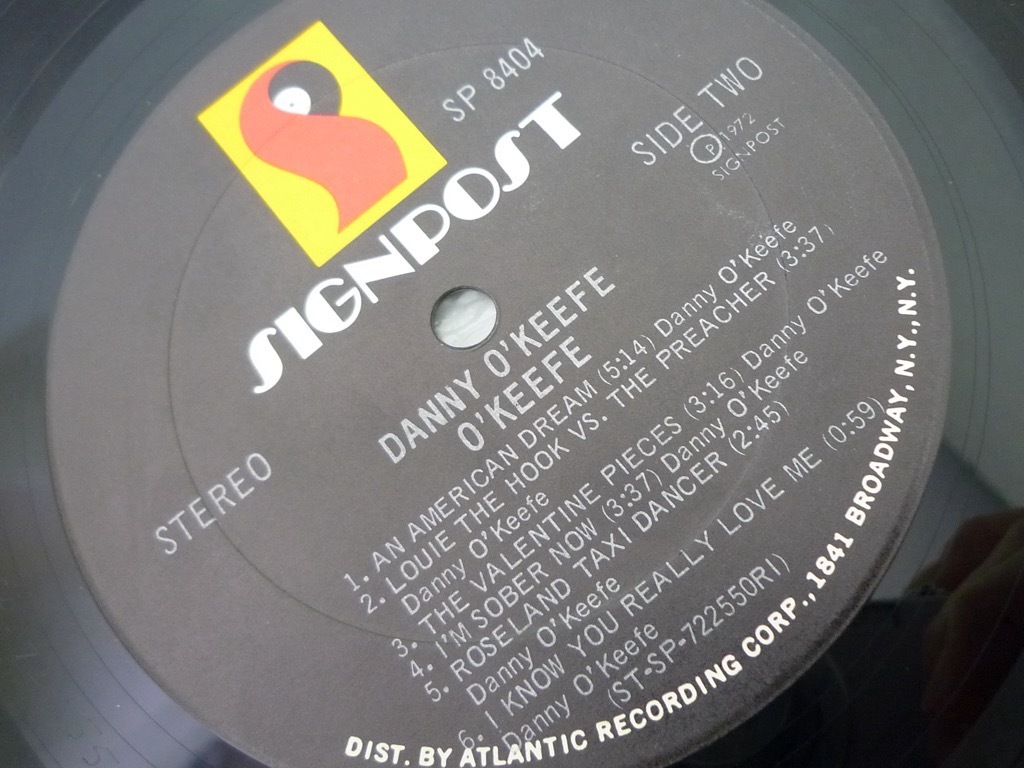 SIGNPOST
SP 8404
SIDE TWO
Ⓟ1972
SIGNPOST
STEREO
DANNY O'KEEFE
O'KEEFE
1. AN AMERICAN DREAM (5:14) Danny O'Keefe
2. LOUIE THE HOOK VS. THE PREACHER (3:37)
Danny O'Keefe
3. THE VALENTINE PIECES (3:16) Danny O'Keefe
4. I'M SOBER NOW (3:37) Danny O'Keefe
5. ROSELAND TAXI DANCER (2:45)
Danny O'Keefe
6. I KNOW YOU REALLY LOVE ME (0:59)
Danny O'Keefe
(ST-SP-722550RI)
DIST. BY ATLANTIC RECORDING CORP., 1841 BROADWAY, N.Y., N.Y.